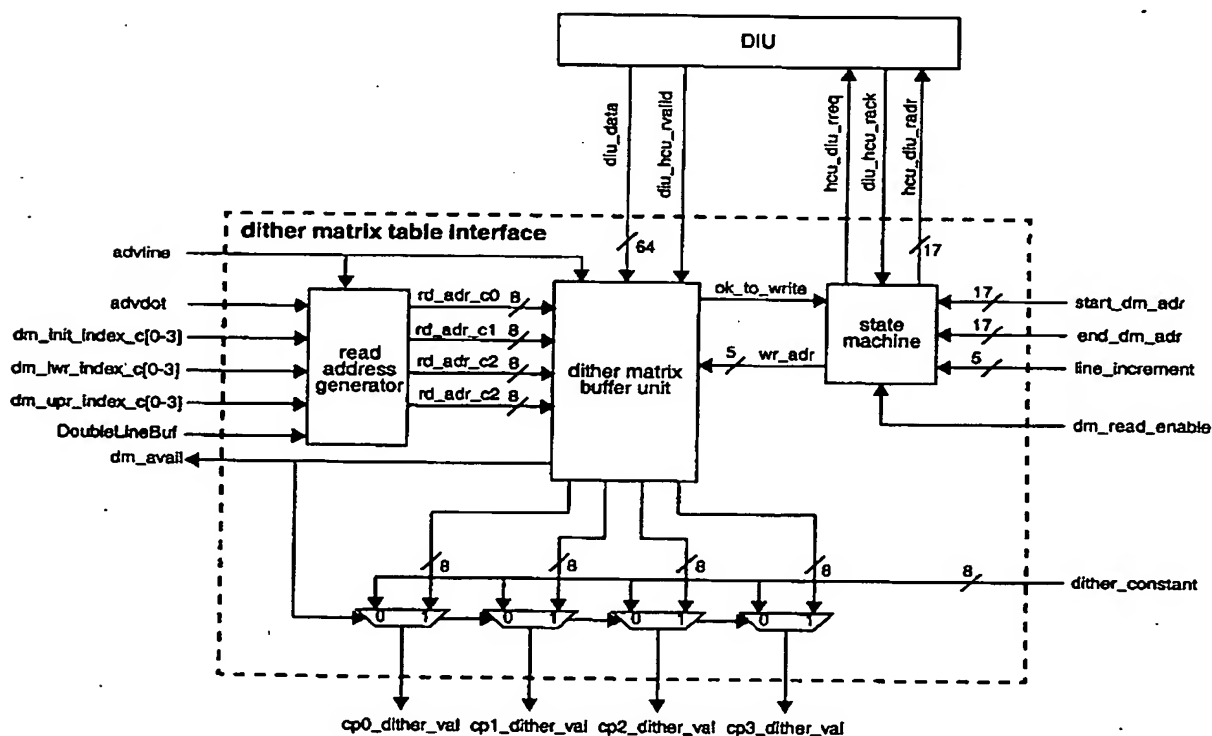 DIU
diu_data
diu_hcu_rvalid
hcu_diu_rreq
diu_hcu_rack
hcu_diu_radr
dither matrix table interface
64
17
advline
advdot
dm_init_index_c[0-3]
dm_lwr_index_c[0-3]
dm_upr_index_c[0-3]
DoubleLineBuf
dm_avail
read
address
generator
rd_adr_c0 8
rd_adr_c1 8
rd_adr_c2 8
rd_adr_c2 8
dither matrix
buffer unit
ok_to_write
5 wr_adr
state
machine
17 start_dm_adr
17 end_dm_adr
5 line_increment
dm_read_enable
8 8 8 8
8 dither_constant
0 1 0 1 0 1 0 1
cp0_dither_val cp1_dither_val cp2_dither_val cp3_dither_val